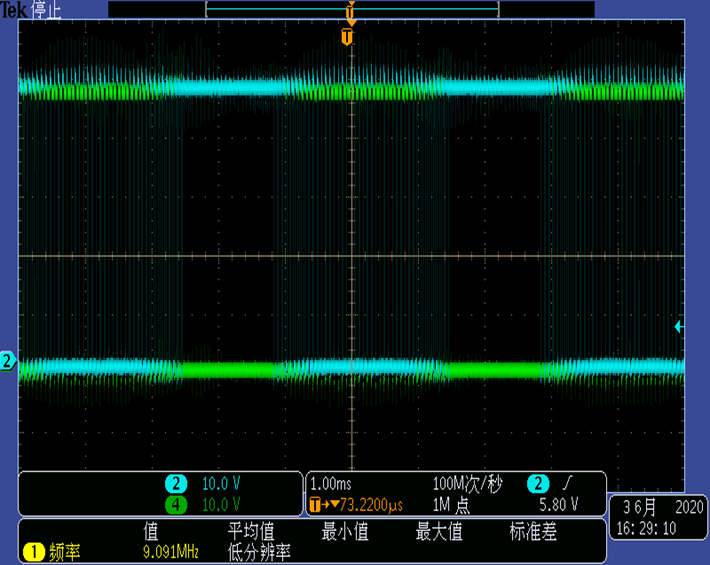 Tek 停止
T
T
2
2 10.0 V
4 10.0 V
1.00ms 100M次/秒 2
T→▼73.2200µs 1M 点 5.80 V
3 6月 2020
16:29:10
值 平均值 最小值 最大值 标准差
1 频率 9.091MHz 低分辨率